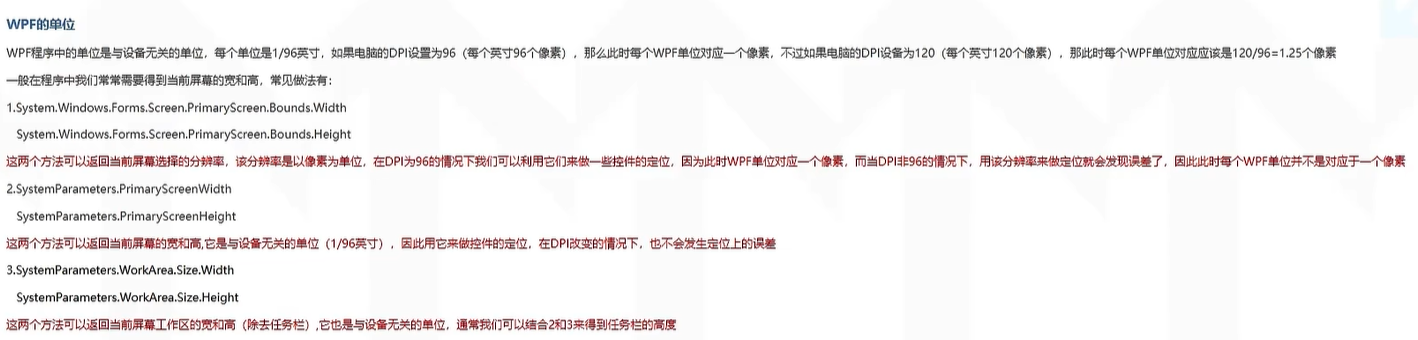 WPF的单位
WPF程序中的单位是与设备无关的单位，每个单位是1/96英寸，如果电脑的DPI设置为96（每个英寸96个像素），那么此时每个WPF单位对应一个像素，不过如果电脑的DPI设备为120（每个英寸120个像素），那此时每个WPF单位对应应该是120/96=1.25个像素
一般在程序中我们常常需要得到当前屏幕的宽和高，常见做法有：
1.System.Windows.Forms.Screen.PrimaryScreen.Bounds.Width
System.Windows.Forms.Screen.PrimaryScreen.Bounds.Height
这两个方法可以返回当前屏幕选择的分辨率，该分辨率是以像素为单位，在DPI为96的情况下我们可以利用它们来做一些控件的定位，因为此时WPF单位对应一个像素，而当DPI非96的情况下，用该分辨率来做定位就会发现误差了，因此此时每个WPF单位并不是对应于一个像素
2.SystemParameters.PrimaryScreenWidth
SystemParameters.PrimaryScreenHeight
这两个方法可以返回当前屏幕的宽和高,它是与设备无关的单位（1/96英寸），因此用它来做控件的定位，在DPI改变的情况下，也不会发生定位上的误差
3.SystemParameters.WorkArea.Size.Width
SystemParameters.WorkArea.Size.Height
这两个方法可以返回当前屏幕工作区的宽和高（除去任务栏）,它也是与设备无关的单位，通常我们可以结合2和3来得到任务栏的高度